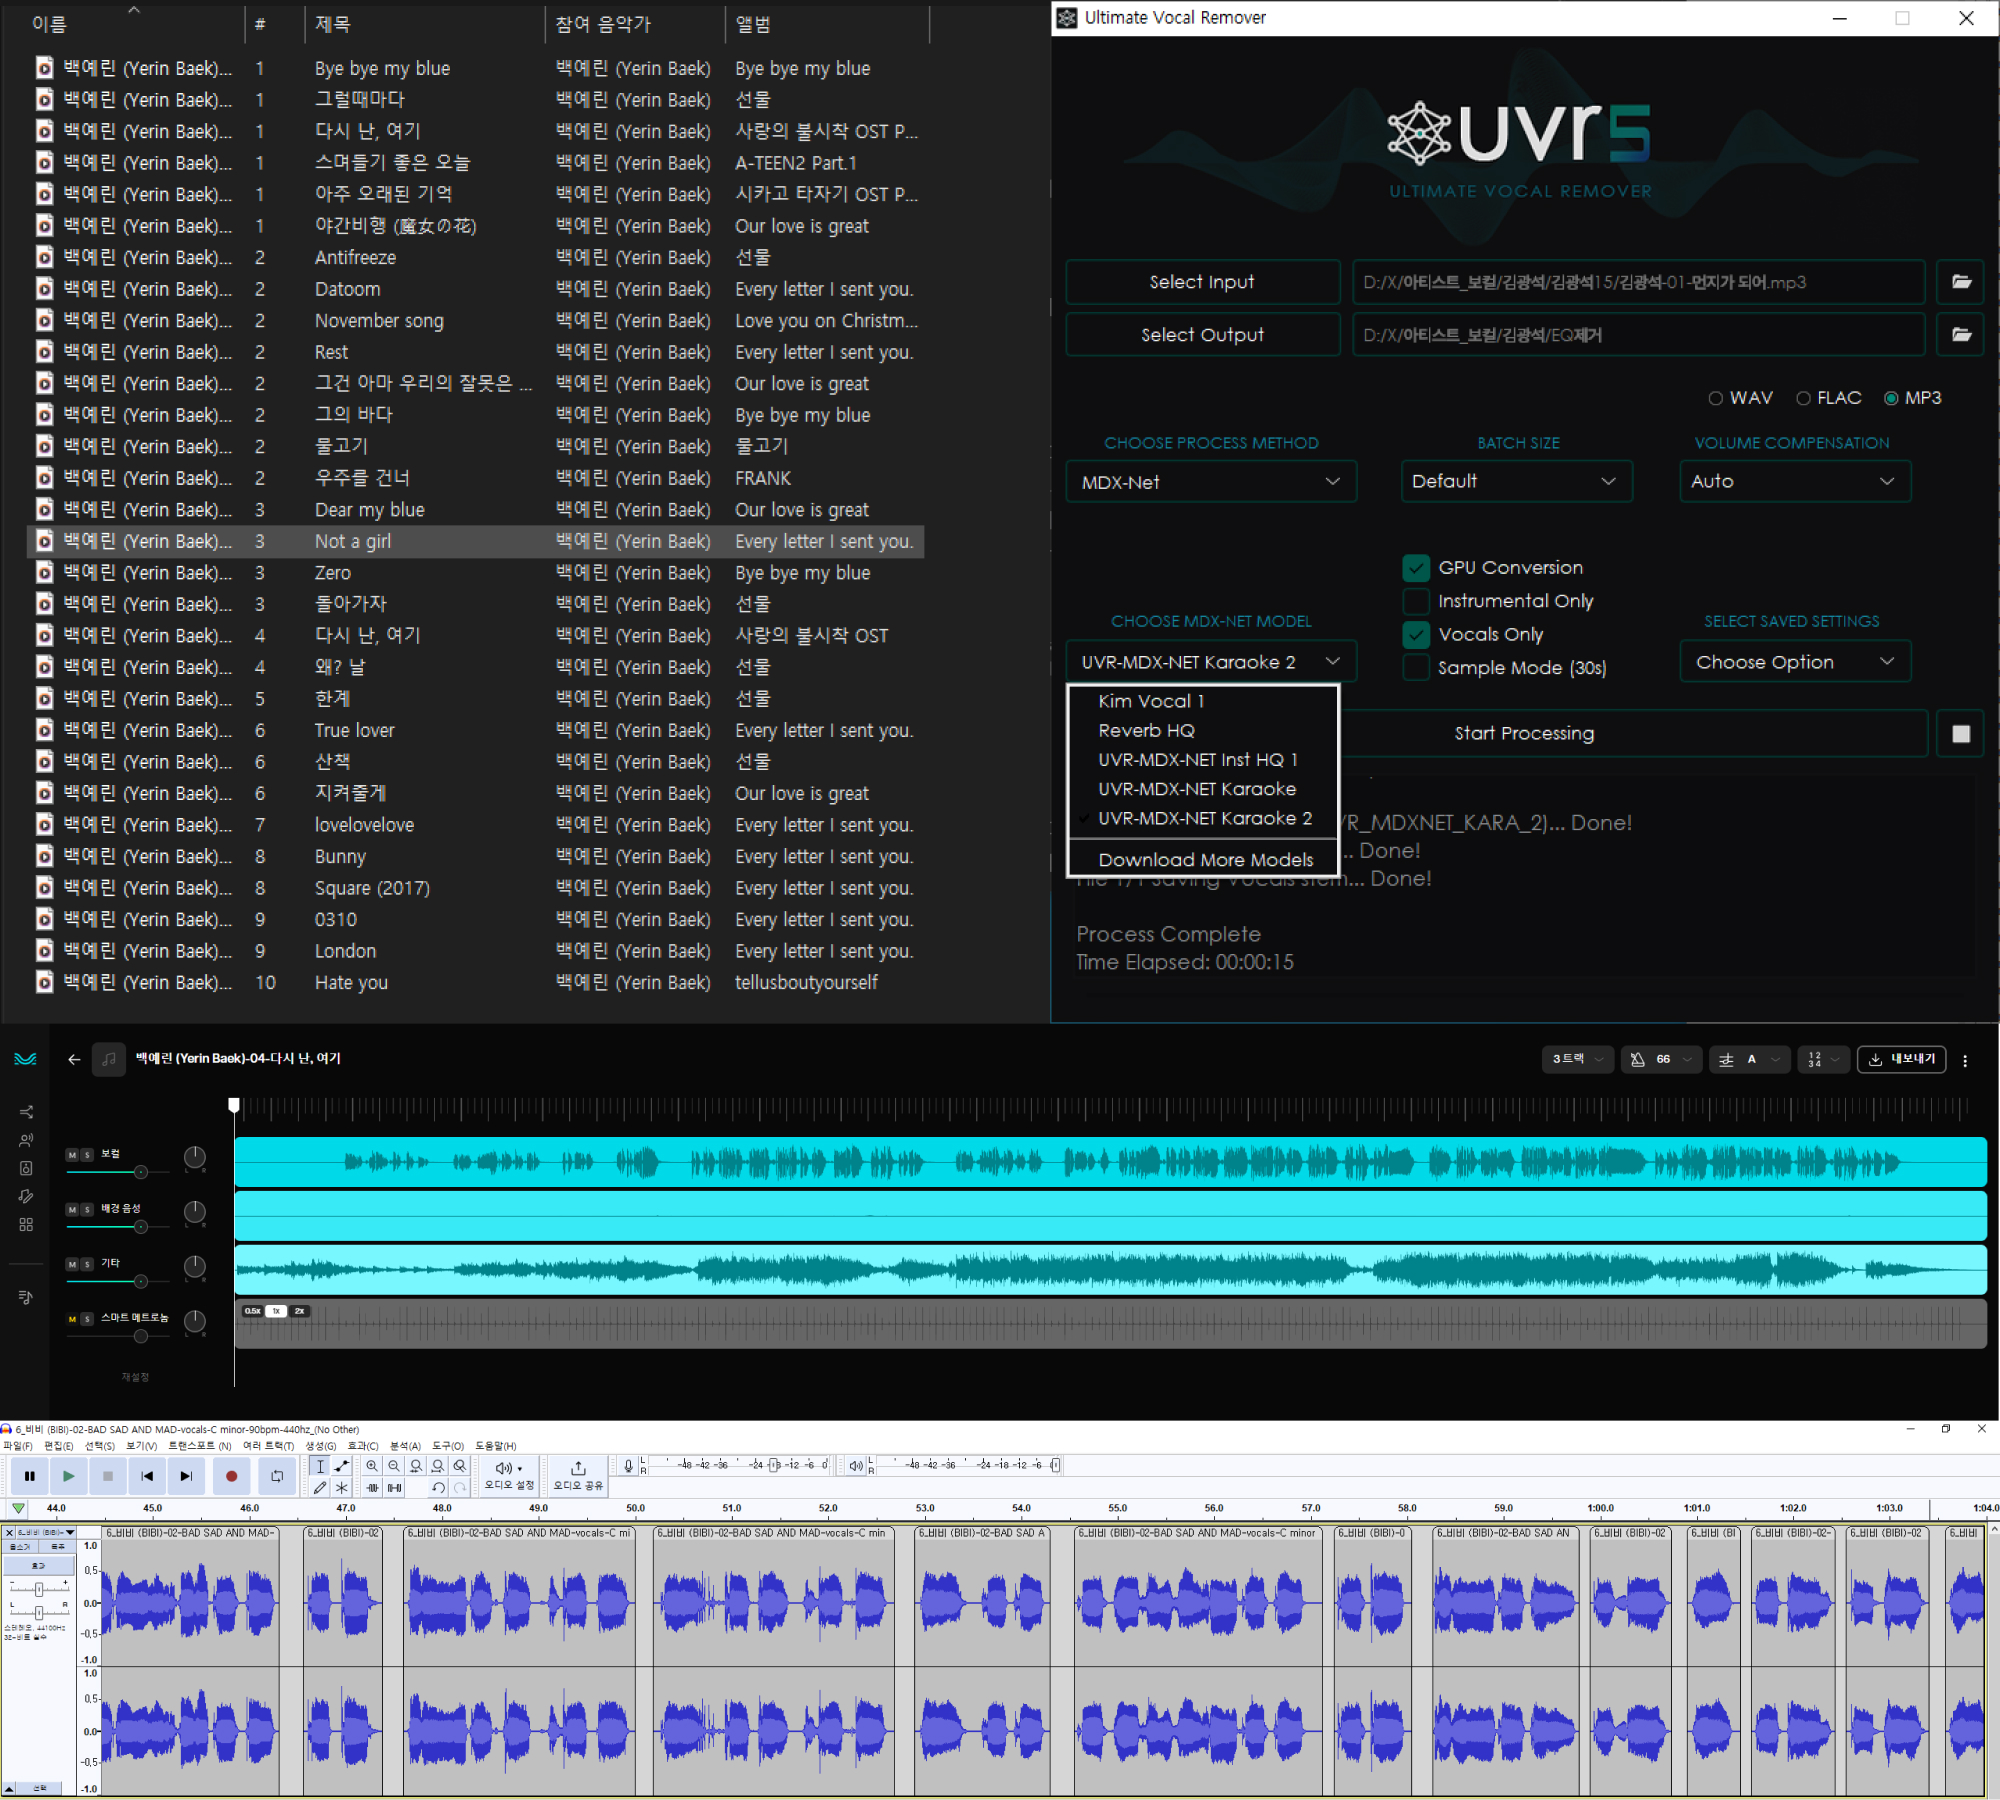 이름 # 제목 참여 음악가 앨범
백예린 (Yerin Baek)... 1 Bye bye my blue 백예린 (Yerin Baek) Bye bye my blue
백예린 (Yerin Baek)... 1 그럴때마다 백예린 (Yerin Baek) 선물
백예린 (Yerin Baek)... 1 다시 난, 여기 백예린 (Yerin Baek) 사랑의 불시착 OST P...
백예린 (Yerin Baek)... 1 스며들기 좋은 오늘 백예린 (Yerin Baek) A-TEEN2 Part.1
백예린 (Yerin Baek)... 1 아주 오래된 기억 백예린 (Yerin Baek) 시카고 타자기 OST P...
백예린 (Yerin Baek)... 1 야간비행 (魔女の花) 백예린 (Yerin Baek) Our love is great
백예린 (Yerin Baek)... 2 Antifreeze 백예린 (Yerin Baek) 선물
백예린 (Yerin Baek)... 2 Datoom 백예린 (Yerin Baek) Every letter I sent you.
백예린 (Yerin Baek)... 2 November song 백예린 (Yerin Baek) Love you on Christm...
백예린 (Yerin Baek)... 2 Rest 백예린 (Yerin Baek) Every letter I sent you.
백예린 (Yerin Baek)... 2 그건 아마 우리의 잘못은 ... 백예린 (Yerin Baek) Our love is great
백예린 (Yerin Baek)... 2 그의 바다 백예린 (Yerin Baek) Bye bye my blue
백예린 (Yerin Baek)... 2 물고기 백예린 (Yerin Baek) 물고기
백예린 (Yerin Baek)... 2 우주를 건너 백예린 (Yerin Baek) FRANK
백예린 (Yerin Baek)... 3 Dear my blue 백예린 (Yerin Baek) Our love is great
백예린 (Yerin Baek)... 3 Not a girl 백예린 (Yerin Baek) Every letter I sent you.
백예린 (Yerin Baek)... 3 Zero 백예린 (Yerin Baek) Bye bye my blue
백예린 (Yerin Baek)... 3 돌아가자 백예린 (Yerin Baek) 선물
백예린 (Yerin Baek)... 4 다시 난, 여기 백예린 (Yerin Baek) 사랑의 불시착 OST
백예린 (Yerin Baek)... 4 왜? 날 백예린 (Yerin Baek) 선물
백예린 (Yerin Baek)... 5 한계 백예린 (Yerin Baek) 선물
백예린 (Yerin Baek)... 6 True lover 백예린 (Yerin Baek) Every letter I sent you.
백예린 (Yerin Baek)... 6 산책 백예린 (Yerin Baek) 선물
백예린 (Yerin Baek)... 6 지켜줄게 백예린 (Yerin Baek) Our love is great
백예린 (Yerin Baek)... 7 lovelovelove 백예린 (Yerin Baek) Every letter I sent you.
백예린 (Yerin Baek)... 8 Bunny 백예린 (Yerin Baek) Every letter I sent you.
백예린 (Yerin Baek)... 8 Square (2017) 백예린 (Yerin Baek) Every letter I sent you.
백예린 (Yerin Baek)... 9 0310 백예린 (Yerin Baek) Every letter I sent you.
백예린 (Yerin Baek)... 9 London 백예린 (Yerin Baek) Every letter I sent you.
백예린 (Yerin Baek)... 10 Hate you 백예린 (Yerin Baek) tellusboutyourself
Ultimate Vocal Remover
uvr5
ULTIMATE VOCAL REMOVER
Select Input D:/X/아티스트_보컬/김광석/김광석15/김광석-01-먼지가 되어.mp3
Select Output D:/X/아티스트_보컬/김광석/EQ제거
WAV FLAC MP3
CHOOSE PROCESS METHOD BATCH SIZE VOLUME COMPENSATION
MDX-Net Default Auto
GPU Conversion
Instrumental Only
CHOOSE MDX-NET MODEL Vocals Only SELECT SAVED SETTINGS
UVR-MDX-NET Karaoke 2 Sample Mode (30s) Choose Option
Kim Vocal 1
Reverb HQ
UVR-MDX-NET Inst HQ 1
UVR-MDX-NET Karaoke
UVR-MDX-NET Karaoke 2
Download More Models
Start Processing
R_MDXNET_KARA_2)... Done!
.. Done!
File 1/1 Saving Vocals stem... Done!
Process Complete
Time Elapsed: 00:00:15
백예린 (Yerin Baek)-04-다시 난, 여기 3트랙 66 A 1 2 3 4 내보내기
M S 보컬
L R
M S 배경 음성
L R
M S 기타
L R
M S 스마트 메트로놈 0.5x 1x 2x
L R
재설정
6_비비 (BIBI)-02-BAD SAD AND MAD-vocals-C minor-90bpm-440hz_(No Other)
파일(F) 편집(E) 선택(S) 보기(V) 트랜스포트 (N) 여러 트랙(T) 생성(G) 효과(C) 분석(A) 도구(O) 도움말(H)
오디오 설정 오디오 공유
L R -48 -42 -36 -24 -18 -12 -6 0
L R -48 -42 -36 -24 -18 -12 -6
44.0 45.0 46.0 47.0 48.0 49.0 50.0 51.0 52.0 53.0 54.0 55.0 56.0 57.0 58.0 59.0 1:00.0 1:01.0 1:02.0 1:03.0 1:04.0
6_비비 (BIBI)-
6_비비 (BIBI)-02-BAD SAD AND MAD- 6_비비 (BIBI)-02 6_비비 (BIBI)-02-BAD SAD AND MAD-vocals-C mi 6_비비 (BIBI)-02-BAD SAD AND MAD-vocals-C min 6_비비 (BIBI)-02-BAD SAD A 6_비비 (BIBI)-02-BAD SAD AND MAD-vocals-C minor 6_비비 (BIBI)-0 6_비비 (BIBI)-02-BAD SAD AN 6_비비 (BIBI)-02 6_비비 (BI 6_비비 (BIBI)-02- 6_비비 (BIBI)-02 6_비비
음소거 독주
효과
- +
L R
스테레오, 44100Hz
32-비트 실수
선택
1.0
0.5
0.0
-0.5
-1.0
1.0
0.5
0.0
-0.5
-1.0